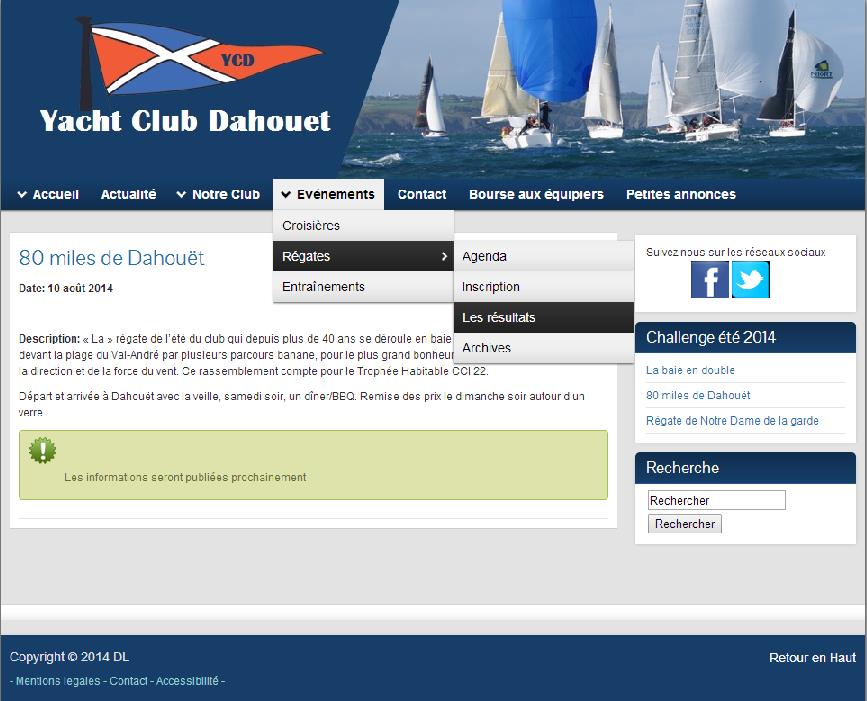 YCD
Yacht Club Dahouet
Accueil
Actualité
Notre Club
Evénements
Contact
Bourse aux équipiers
Petites annonces
Croisières
Régates
Entraînements
Agenda
Inscription
Les résultats
Archives
80 miles de Dahouët
Date: 10 août 2014
Description: « La » régate de l'été du club qui depuis plus de 40 ans se déroule en baie
devant la plage du Val-André par plusieurs parcours banane, pour le plus grand bonheur
la direction et de la force du vent. Ce rassemblement compte pour le Trophée Habitable CCI 22.
Départ et arrivée à Dahouët avec la veille, samedi soir, un dîner/BBQ. Remise des prix le dimanche soir autour d'un
verre
Les informations seront publiées prochainement
Suivez nous sur les réseaux sociaux
Challenge été 2014
La baie en double
80 miles de Dahouët
Régate de Notre Dame de la garde
Recherche
Rechercher
Rechercher
Copyright © 2014 DL
Retour en Haut
- Mentions legales - Contact - Accessibilité -